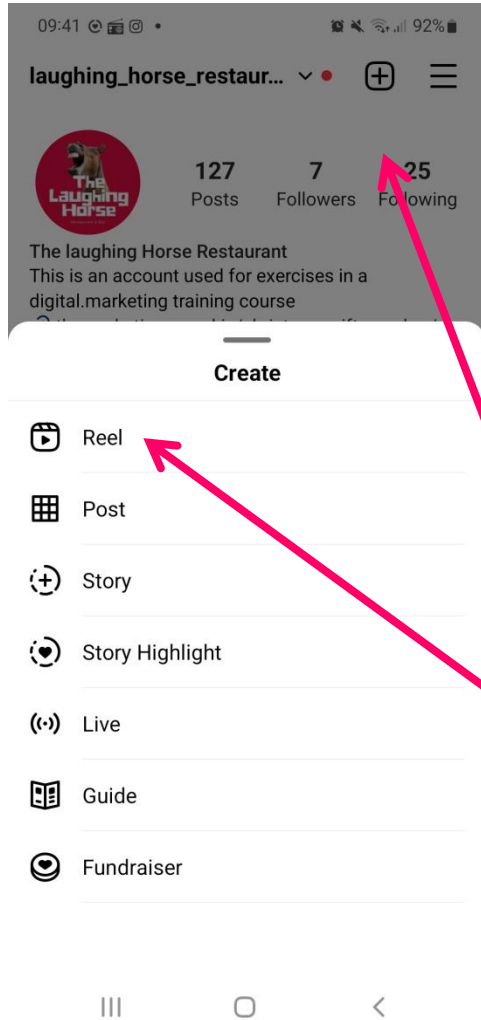 09:41
92%
laughing_horse_restaur...
The
Laughing
Horse
127 7 25
Posts Followers Following
The laughing Horse Restaurant
This is an account used for exercises in a
digital.marketing training course
Create
Reel
Post
Story
Story Highlight
Live
Guide
Fundraiser